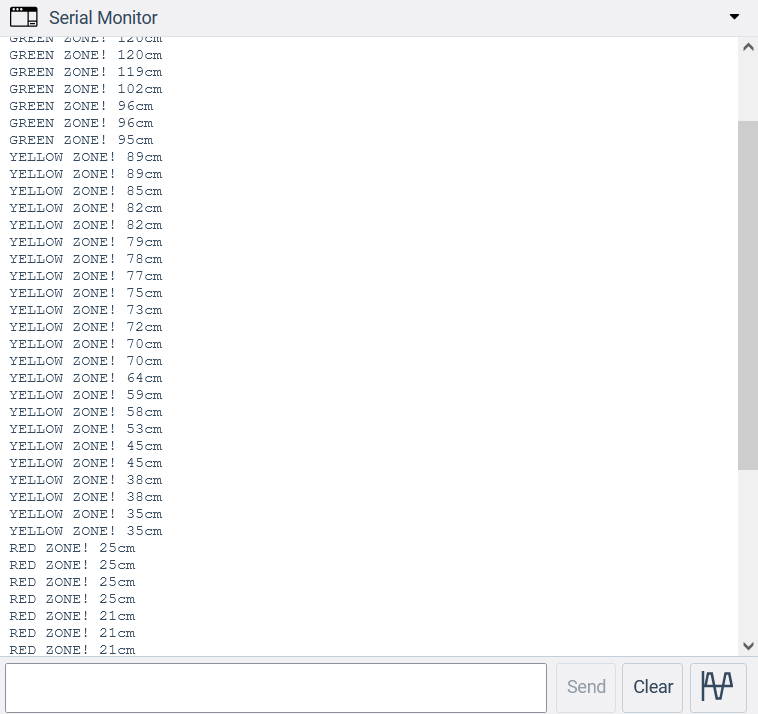 Serial Monitor
GREEN ZONE! 120cm
GREEN ZONE! 120cm
GREEN ZONE! 119cm
GREEN ZONE! 102cm
GREEN ZONE! 96cm
GREEN ZONE! 96cm
GREEN ZONE! 95cm
YELLOW ZONE! 89cm
YELLOW ZONE! 89cm
YELLOW ZONE! 85cm
YELLOW ZONE! 82cm
YELLOW ZONE! 82cm
YELLOW ZONE! 79cm
YELLOW ZONE! 78cm
YELLOW ZONE! 77cm
YELLOW ZONE! 75cm
YELLOW ZONE! 73cm
YELLOW ZONE! 72cm
YELLOW ZONE! 70cm
YELLOW ZONE! 70cm
YELLOW ZONE! 64cm
YELLOW ZONE! 59cm
YELLOW ZONE! 58cm
YELLOW ZONE! 53cm
YELLOW ZONE! 45cm
YELLOW ZONE! 45cm
YELLOW ZONE! 38cm
YELLOW ZONE! 38cm
YELLOW ZONE! 35cm
YELLOW ZONE! 35cm
RED ZONE! 25cm
RED ZONE! 25cm
RED ZONE! 25cm
RED ZONE! 25cm
RED ZONE! 21cm
RED ZONE! 21cm
RED ZONE! 21cm
Send Clear